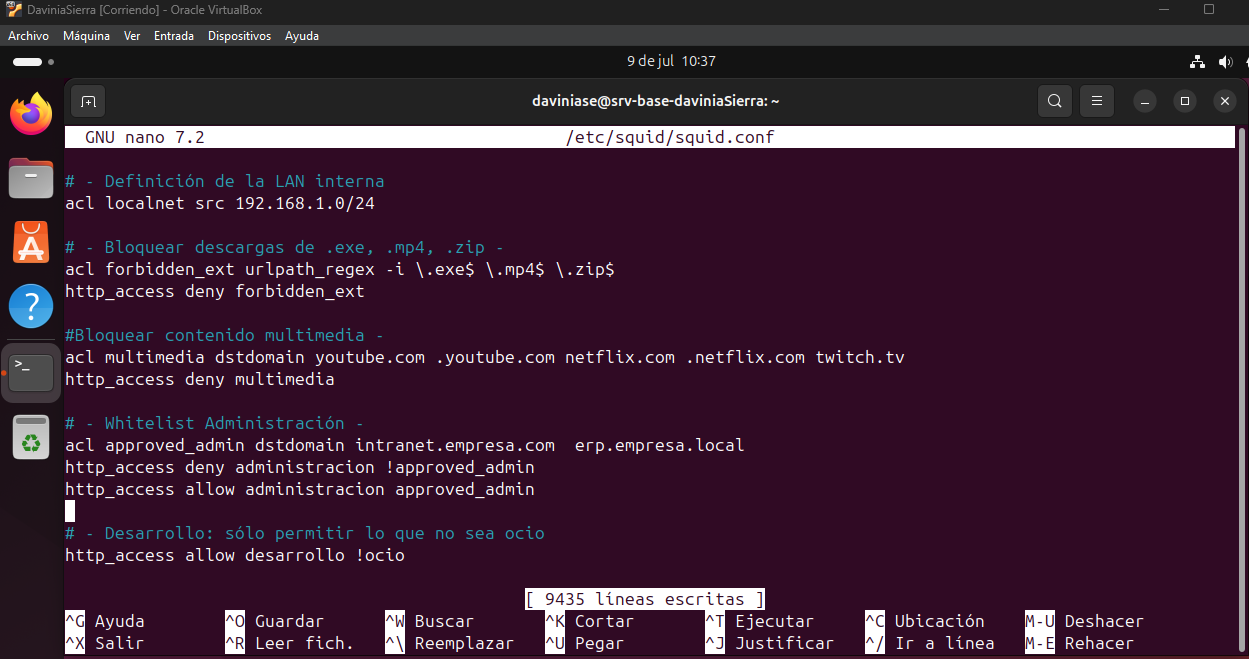 DaviniaSierra [Corriendo] - Oracle VirtualBox
Archivo Máquina Ver Entrada Dispositivos Ayuda
9 de jul 10:37
daviniase@srv-base-daviniaSierra: ~
GNU nano 7.2 /etc/squid/squid.conf
# - Definición de la LAN interna
acl localnet src 192.168.1.0/24
# - Bloquear descargas de .exe, .mp4, .zip -
acl forbidden_ext urlpath_regex -i \.exe$ \.mp4$ \.zip$
http_access deny forbidden_ext
#Bloquear contenido multimedia -
acl multimedia dstdomain youtube.com .youtube.com netflix.com .netflix.com twitch.tv
http_access deny multimedia
# - Whitelist Administración -
acl approved_admin dstdomain intranet.empresa.com  erp.empresa.local
http_access deny administracion !approved_admin
http_access allow administracion approved_admin
# - Desarrollo: sólo permitir lo que no sea ocio
http_access allow desarrollo !ocio
[ 9435 líneas escritas ]
^G Ayuda ^O Guardar ^W Buscar ^K Cortar ^T Ejecutar ^C Ubicación M-U Deshacer
^X Salir ^R Leer fich. ^\ Reemplazar ^U Pegar ^J Justificar ^/ Ir a línea M-E Rehacer